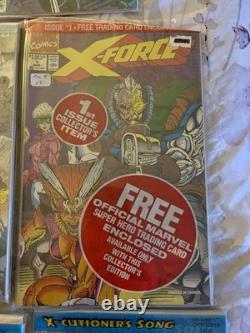 ISSUE #1 • FREE TRADING CARD ENCLOSED
COMICS
X-FORCE
1st
ISSUE
COLLECTOR'S
ITEM
FREE
OFFICIAL MARVEL
SUPER HERO TRADING CARD
ENCLOSED
AVAILABLE ONLY
WITH THIS
COLLECTOR'S
EDITION
X-CUTIONER'S SONG